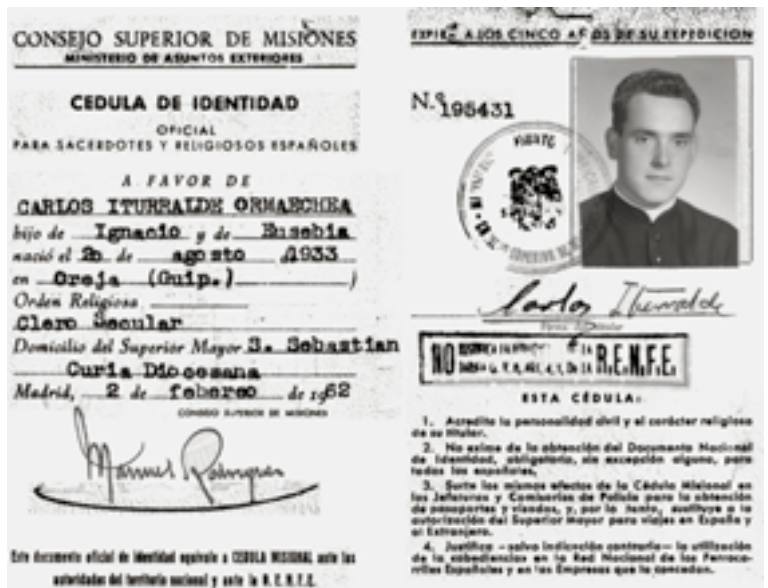 CONSEJO SUPERIOR DE MISIONES
MINISTERIO DE ASUNTOS EXTERIORES
CEDULA DE IDENTIDAD
OFICIAL
PARA SACERDOTES Y RELIGIOSOS ESPAÑOLES
A FAVOR DE
CARLOS ITURRALDE ORMAECHEA
hijo de Ignacio y de Eusebia
nació el de agosto 1933
en Oreja (Guip.) )
Orden Religiosa
Clero Secular
Domicilio del Superior Mayor S. Sebastian
Curia Diocesana
Madrid, 2 de febrero de 1962
CONSEJO SUPERIOR DE MISIONES
Manuel
Este documento oficial de identidad equivale a CEDULA MISIONAL ante las
autoridades del territorio nacional y ante la R. E. N. F. E.
EXPIRA A LOS CINCO AÑOS DE SU EXPEDICION
N.º 195431
Carlos Iturralde
NO R.E.N.F.E.
ESTA CÉDULA:
1. Acredita la personalidad civil y el carácter religioso
de su titular.
2. No exime de la obtención del Documento Nacional
de Identidad, obligatorio, sin excepción alguna, para
todos los españoles.
3. Surte los mismos efectos de la Cédula Misional en
las Jefaturas y Comisarías de Policía para la obtención
de pasaportes y visados, y, por lo tanto, sustituye a la
autorización del Superior Mayor para viajes en España y
al Extranjero.
4. Justifica —salvo indicación contraria— la utilización
de la en la Red Nacional de los Ferroca-
rriles Españoles y en las Empresas que la concedan.